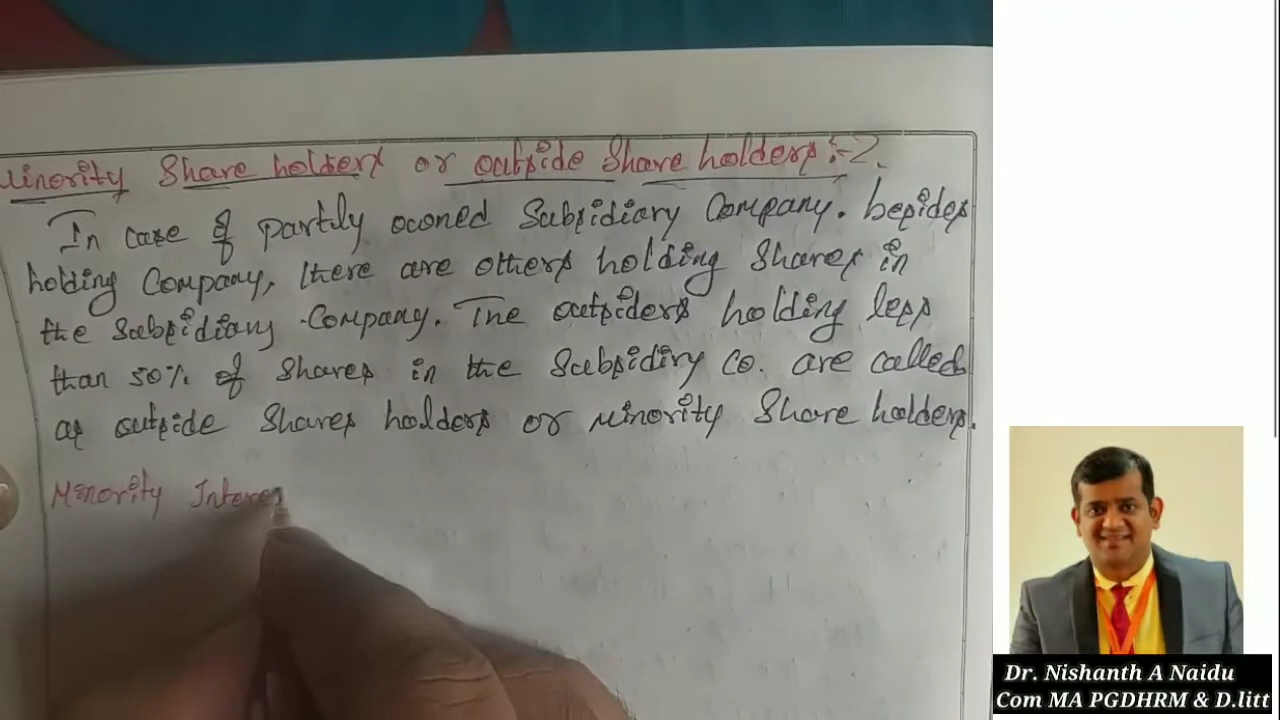 Minority Share holders or outside Share holders :- 2.
In case of partly owned Subsidiary Company. besides
holding Company, there are others holding Shares in
the Subsidiary Company. The outsiders holding less
than 50% of Shares in the Subsidiry Co. are called
as outside Shares holders or Minority Share holders.
Minority Intere
Dr. Nishanth A Naidu
Com MA PGDHRM & D.litt